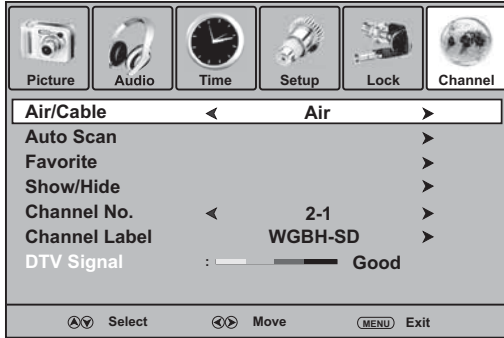 Picture Audio Time Setup Lock Channel
Air/Cable Air
Auto Scan
Favorite
Show/Hide
Channel No. 2-1
Channel Label WGBH-SD
DTV Signal : Good
Select Move MENU Exit